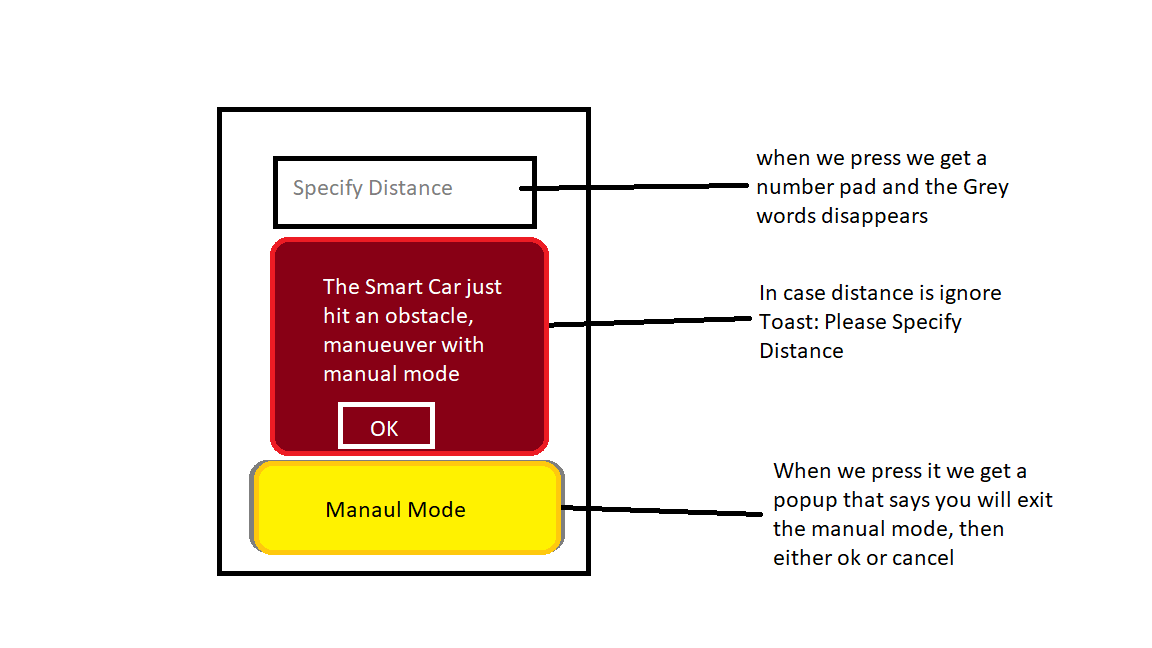 Specify Distance
when we press we get a
number pad and the Grey
words disappears
The Smart Car just
hit an obstacle,
manueuver with
manual mode
OK
In case distance is ignore
Toast: Please Specify
Distance
Manaul Mode
When we press it we get a
popup that says you will exit
the manual mode, then
either ok or cancel